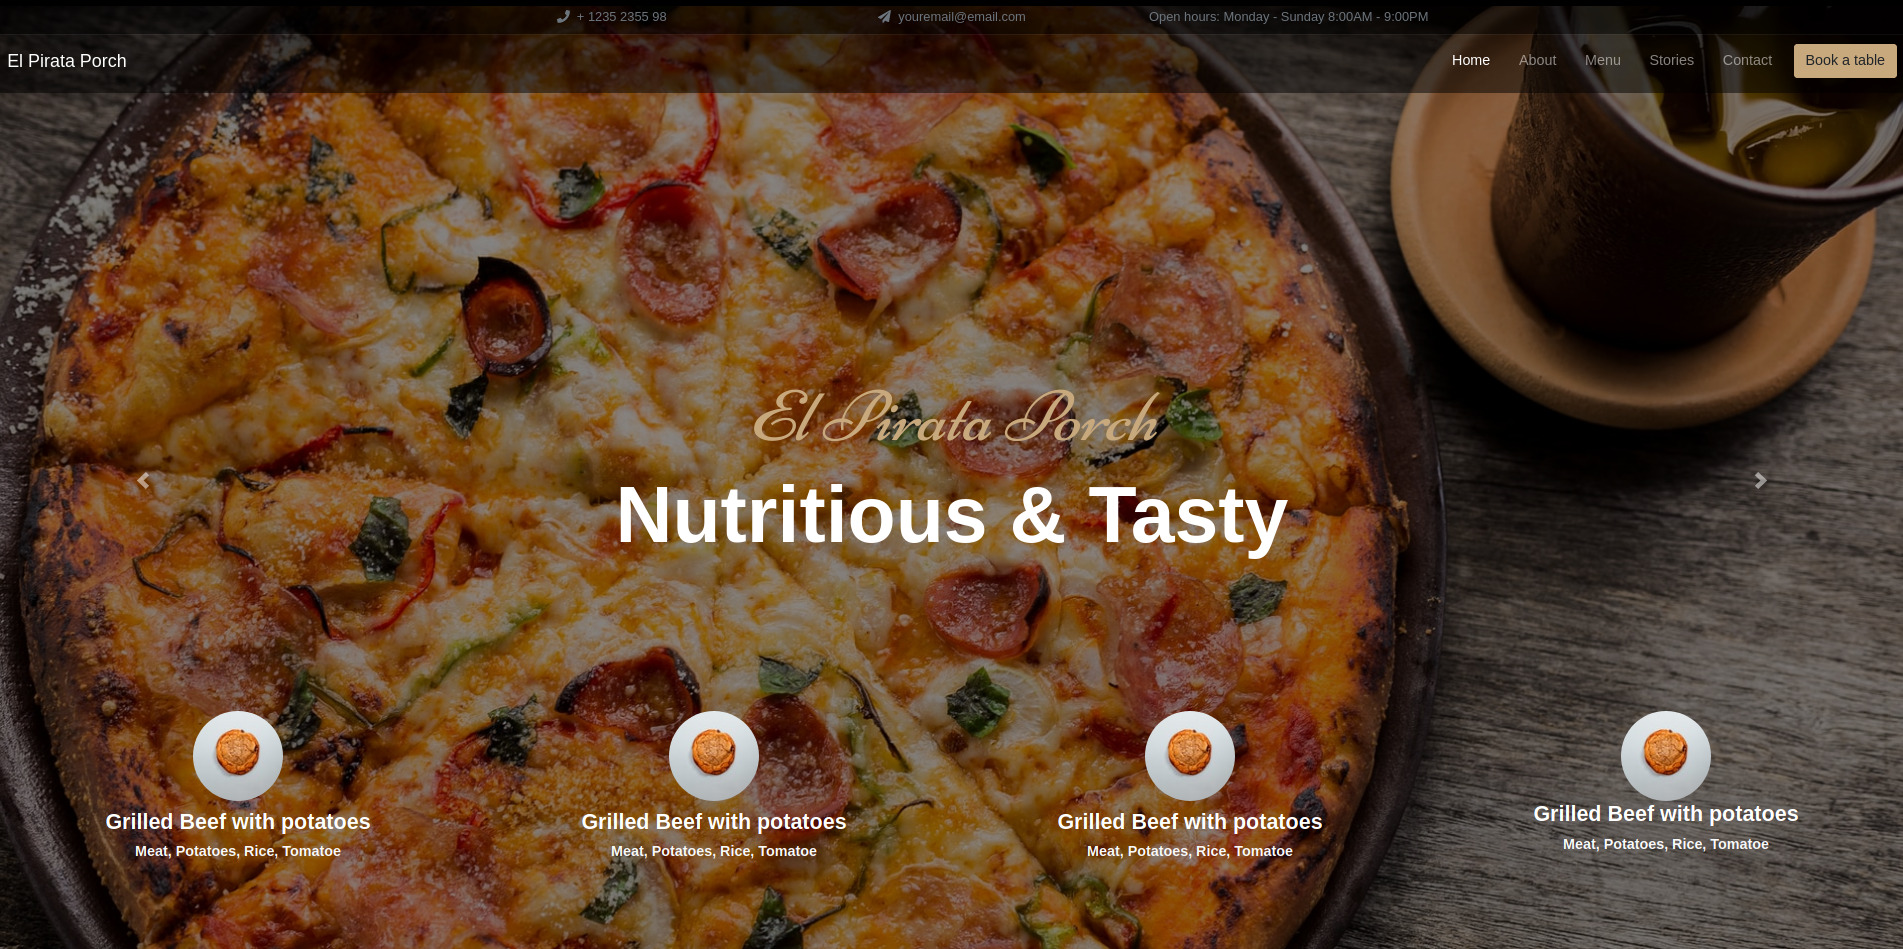 + 1235 2355 98
youremail@email.com
Open hours: Monday - Sunday 8:00AM - 9:00PM
El Pirata Porch
Home
About
Menu
Stories
Contact
Book a table
El Pirata Porch
Nutritious & Tasty
Grilled Beef with potatoes
Meat, Potatoes, Rice, Tomatoe
Grilled Beef with potatoes
Meat, Potatoes, Rice, Tomatoe
Grilled Beef with potatoes
Meat, Potatoes, Rice, Tomatoe
Grilled Beef with potatoes
Meat, Potatoes, Rice, Tomatoe